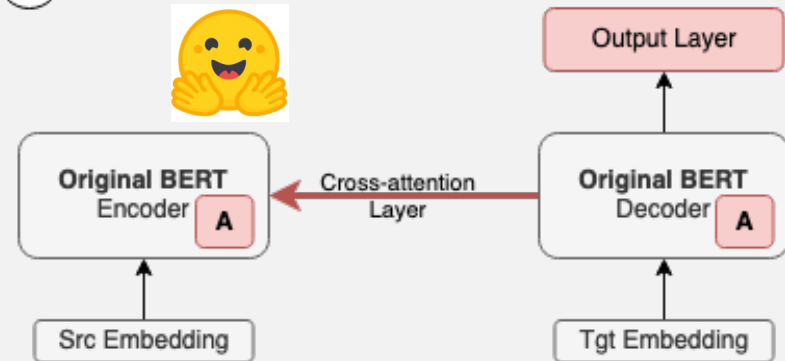 Output Layer
Original BERT
Encoder
A
Cross-attention
Layer
Original BERT
Decoder
A
Src Embedding
Tgt Embedding